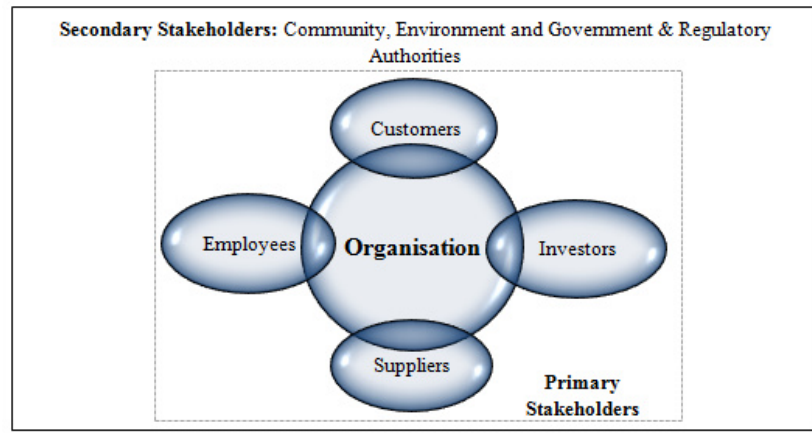 Secondary Stakeholders: Community, Environment and Government & Regulatory
Authorities
Customers
Employees
Organisation
Investors
Suppliers
Primary
Stakeholders